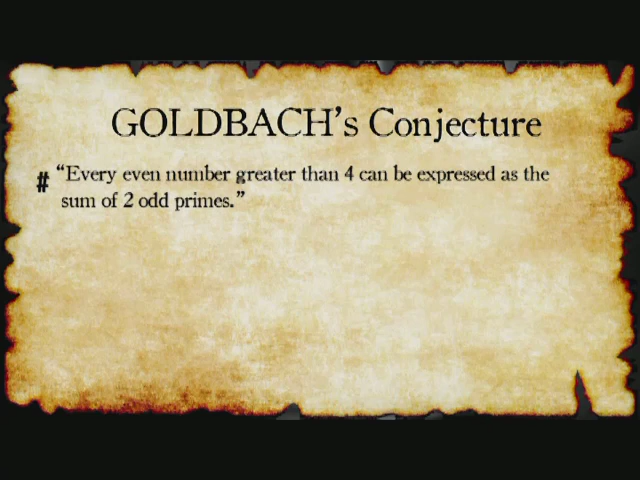 GOLDBACH's Conjecture
# “Every even number greater than 4 can be expressed as the
sum of 2 odd primes.”